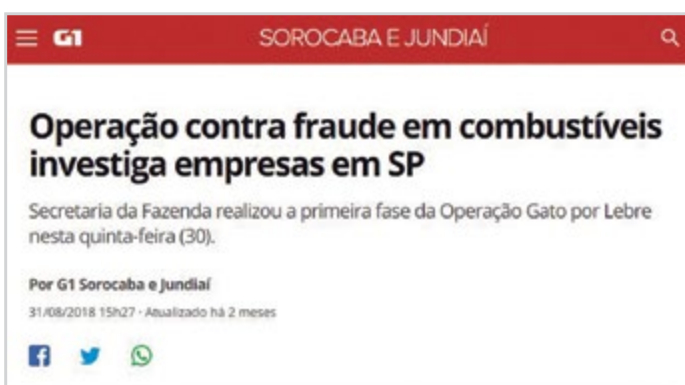 G1 SOROCABA E JUNDIAÍ
Operação contra fraude em combustíveis
investiga empresas em SP
Secretaria da Fazenda realizou a primeira fase da Operação Gato por Lebre
nesta quinta-feira (30).
Por G1 Sorocaba e Jundiaí
31/08/2018 15h27 · Atualizado há 2 meses